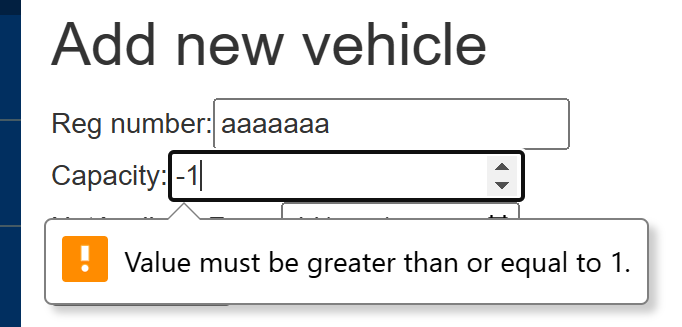 Add new vehicle
Reg number: aaaaaaa
Capacity: -1
Value must be greater than or equal to 1.